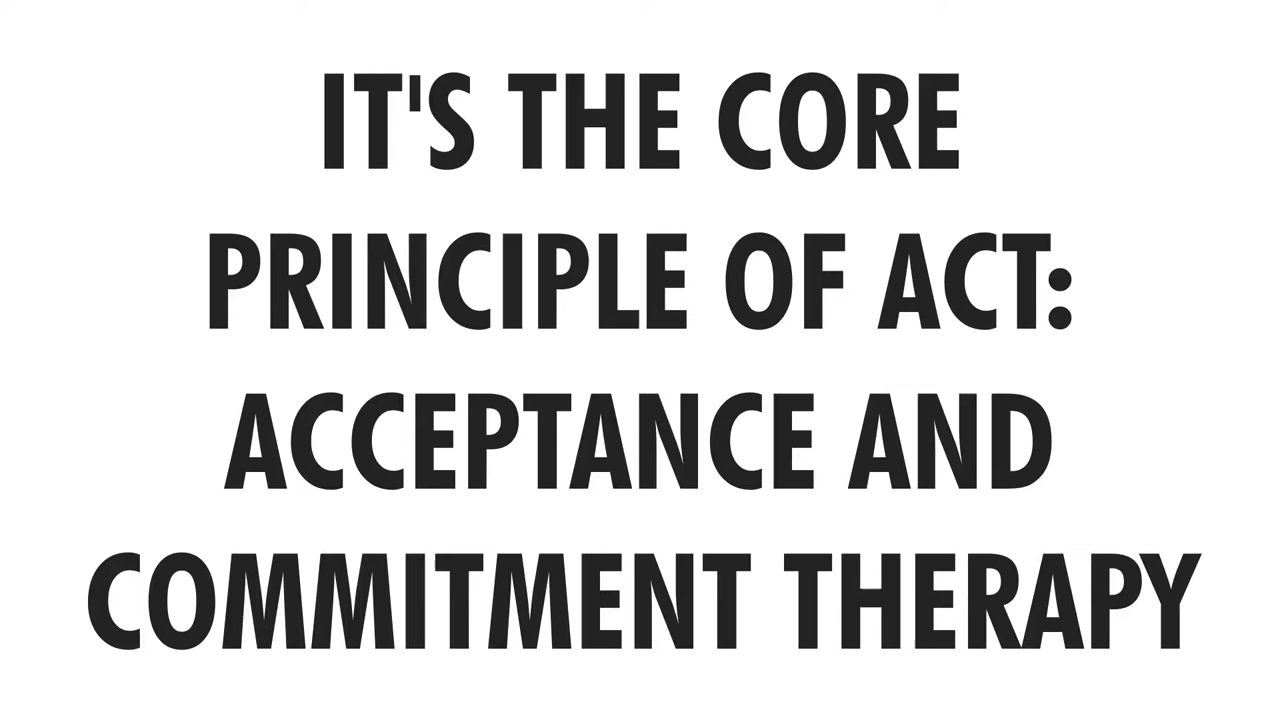 IT'S THE CORE
PRINCIPLE OF ACT:
ACCEPTANCE AND
COMMITMENT THERAPY